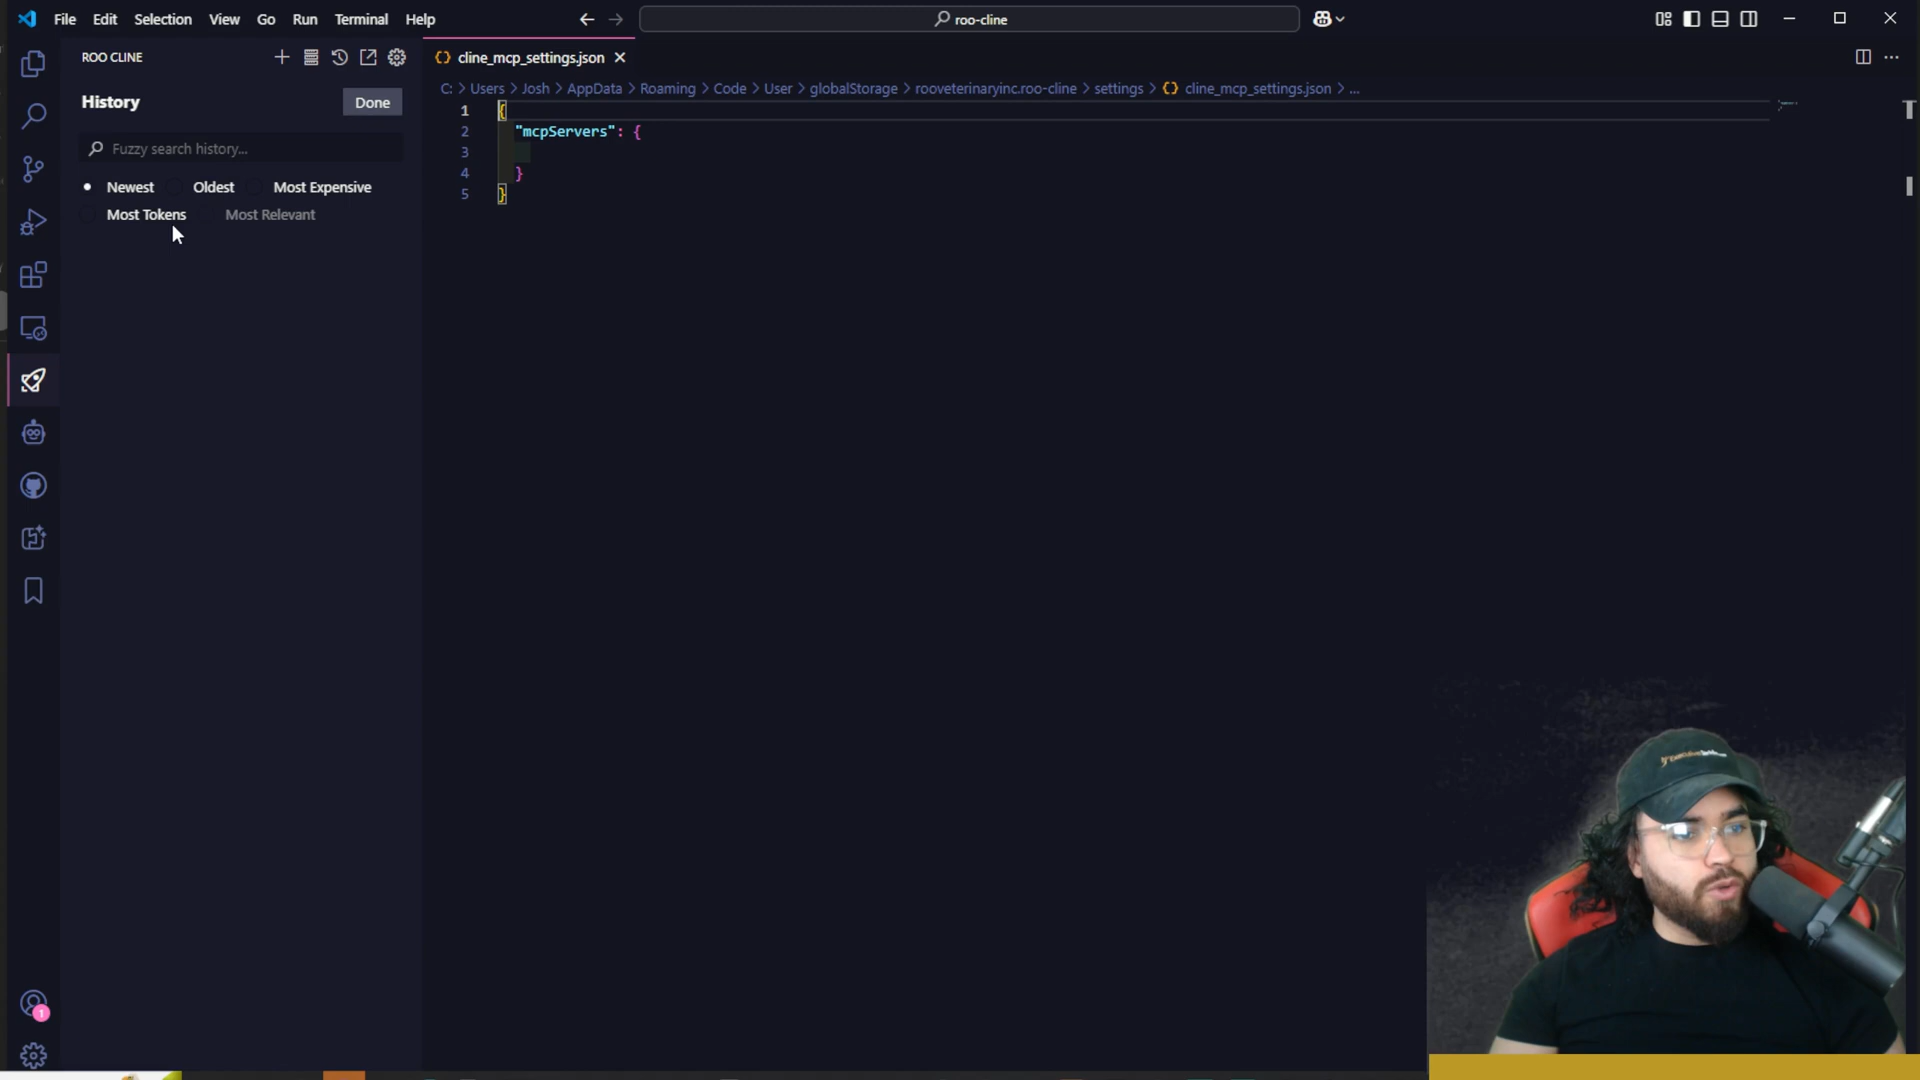 File Edit Selection View Go Run Terminal Help
roo-cline
ROO CLINE
cline_mcp_settings.json
C: > Users > Josh > AppData > Roaming > Code > User > globalStorage > rooveterinaryinc.roo-cline > settings > {} cline_mcp_settings.json > ...
History
Done
Fuzzy search history...
Newest Oldest Most Expensive
Most Tokens Most Relevant
1 {
2 "mcpServers": {
3
4 }
5 }
1